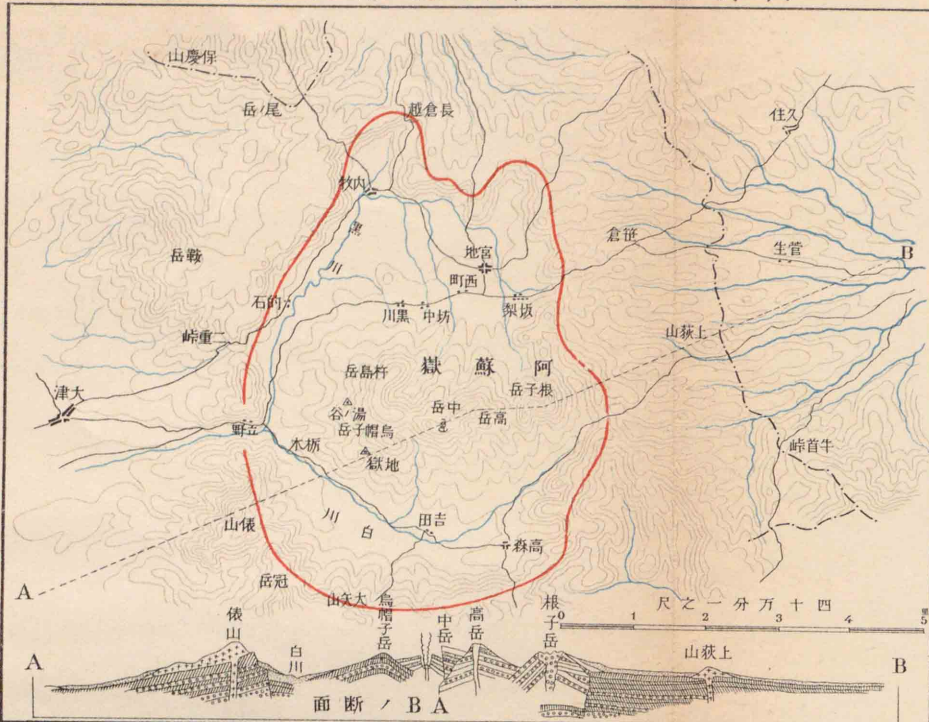 保慶山
尾ノ岳
長倉越
久住
内牧
黒川
笹倉
鞍岳
宮地
菅生
B
西町
的石
黒川
坊中
坂梨
二重峠
上荻山
阿蘇嶽
杵島岳
根子岳
大津
湯ノ谷
中岳
高岳
烏帽子岳
立野
栃木
地獄
牛首峠
俵山
白川
吉田
高森
A
冠岳
大矢山
四十万分一之尺
0 1 2 3 4 5里
俵山
白川
烏帽子岳
中岳
高岳
根子岳
上荻山
A
B
A B ノ断面